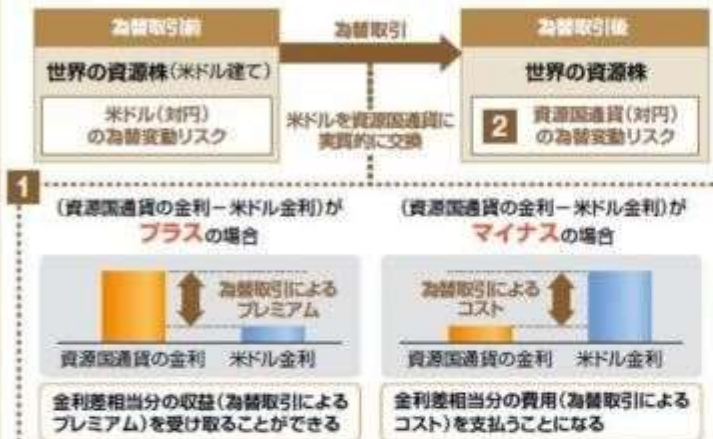 為替取引前
為替取引
為替取引後
世界の資源株(米ドル建て)
米ドル(対円)
の為替変動リスク
米ドルを資源国通貨に
実質的に交換
世界の資源株
2
資源国通貨(対円)
の為替変動リスク
1
(資源国通貨の金利-米ドル金利)が
プラスの場合
為替取引による
プレミアム
資源国通貨の金利 米ドル金利
金利差相当分の収益(為替取引による
プレミアム)を受け取ることができる
(資源国通貨の金利-米ドル金利)が
マイナスの場合
為替取引による
コスト
資源国通貨の金利 米ドル金利
金利差相当分の費用(為替取引による
コスト)を支払うことになる